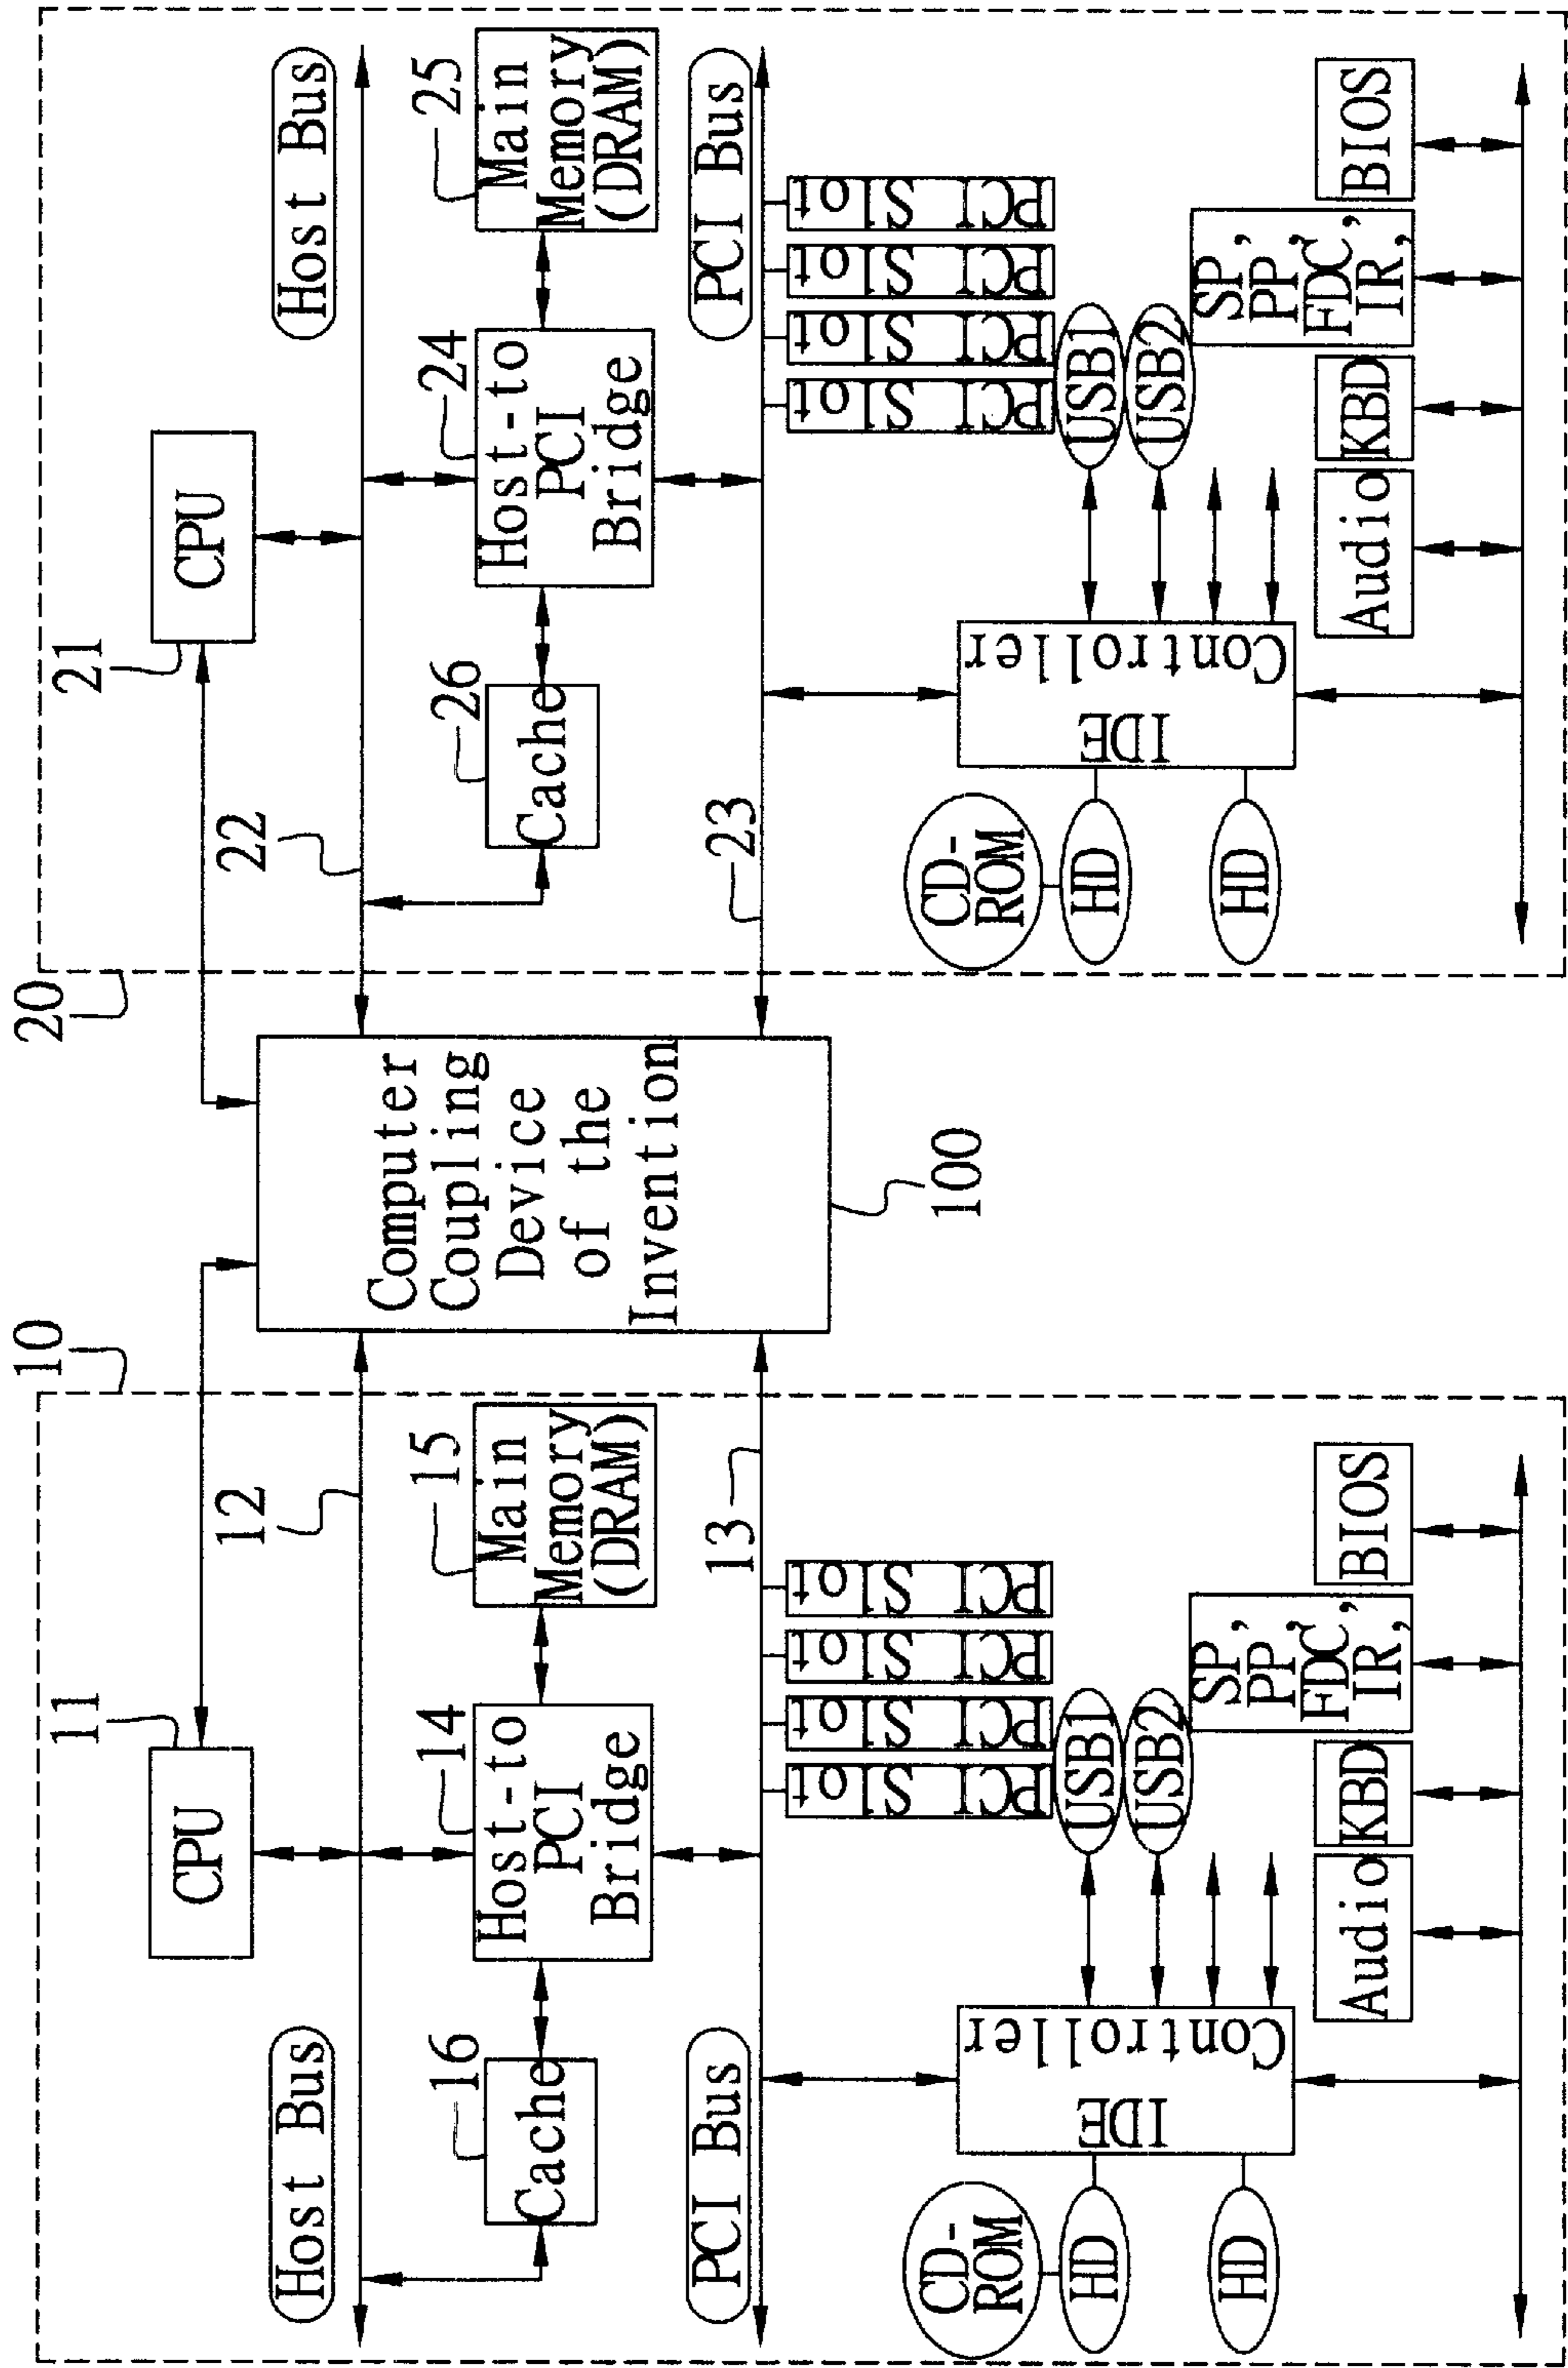 10
11
CPU
12
Host Bus
16
Cache
14
Host-to
PCI
Bridge
15
Main
Memory
(DRAM)
PCI Bus
13
PCI Slot
PCI Slot
PCI Slot
PCI Slot
CD-
ROM
HD
HD
IDE
Controller
USB1
USB2
Audio
KBD
SP,
PP,
FDC,
IR,
BIOS
Computer
Coupling
Device
of the
Invention
100
20
21
CPU
22
Host Bus
26
Cache
24
Host-to
PCI
Bridge
25
Main
Memory
(DRAM)
23
PCI Bus
PCI Slot
PCI Slot
PCI Slot
PCI Slot
CD-
ROM
HD
HD
IDE
Controller
USB1
USB2
Audio
KBD
SP,
PP,
FDC,
IR,
BIOS